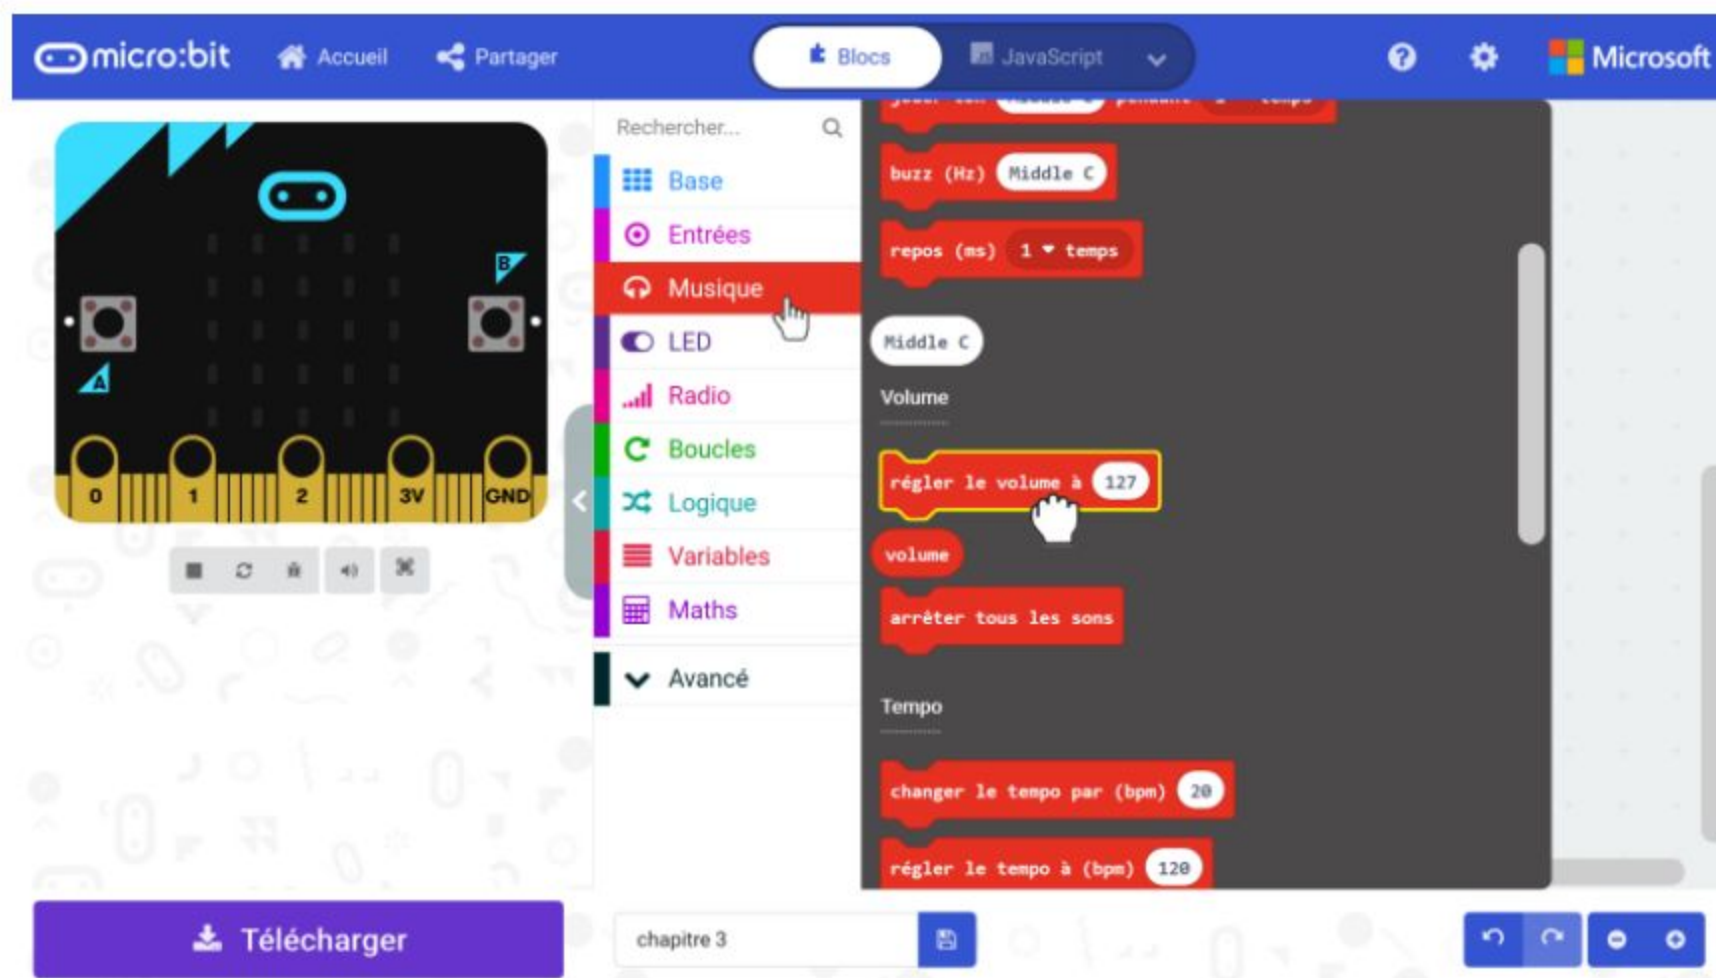 micro:bit
Accueil
Partager
Blocs
JavaScript
Microsoft
B
A
0
1
2
3V
GND
Télécharger
Rechercher...
Base
Entrées
Musique
LED
Radio
Boucles
Logique
Variables
Maths
Avancé
buzz (Hz) Middle C
repos (ms) 1 temps
Middle C
Volume
régler le volume à 127
volume
arrêter tous les sons
Tempo
changer le tempo par (bpm) 20
régler le tempo à (bpm) 120
chapitre 3